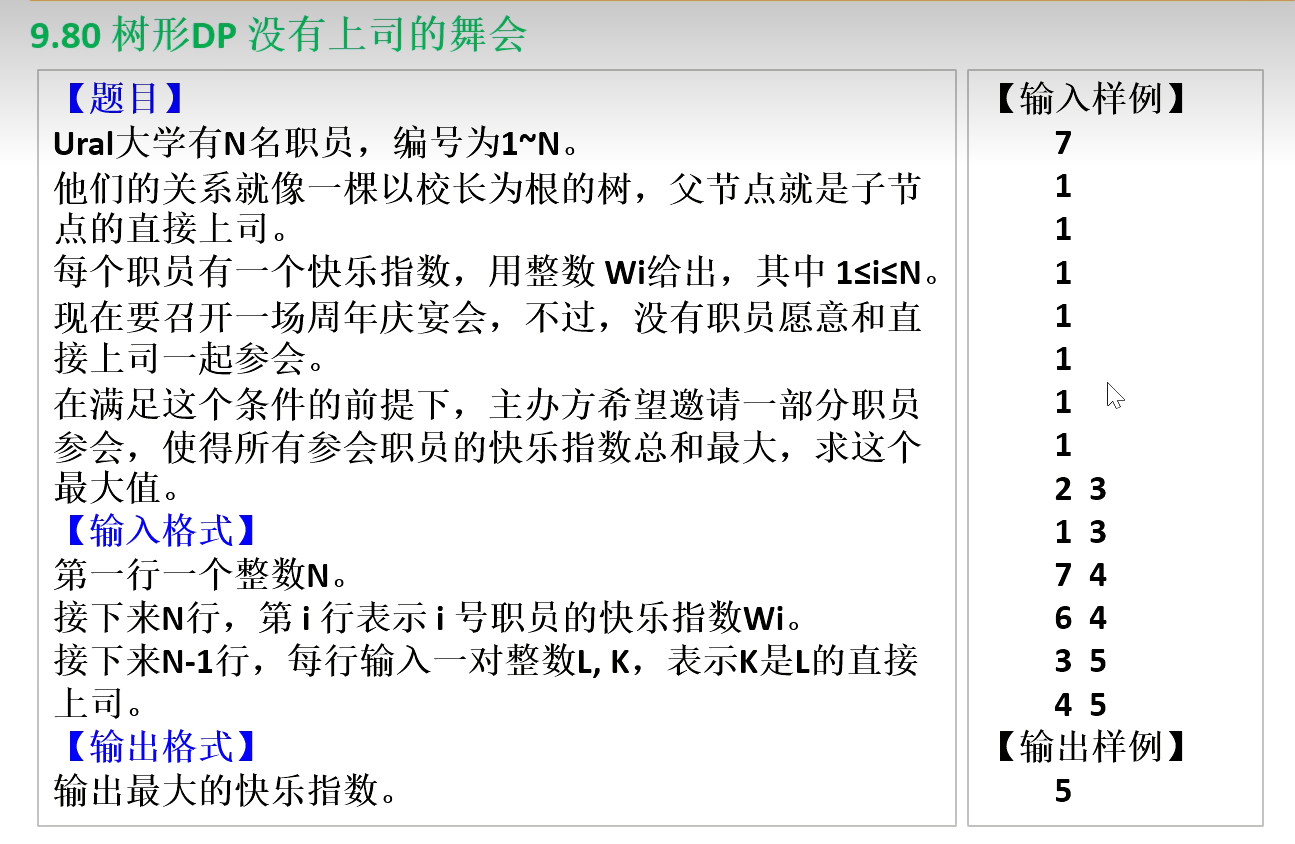 9.80 树形DP 没有上司的舞会
【题目】
Ural大学有N名职员，编号为1~N。
他们的关系就像一棵以校长为根的树，父节点就是子节
点的直接上司。
每个职员有一个快乐指数，用整数 Wi给出，其中 1≤i≤N。
现在要召开一场周年庆宴会，不过，没有职员愿意和直
接上司一起参会。
在满足这个条件的前提下，主办方希望邀请一部分职员
参会，使得所有参会职员的快乐指数总和最大，求这个
最大值。
【输入格式】
第一行一个整数N。
接下来N行，第 i 行表示 i 号职员的快乐指数Wi。
接下来N-1行，每行输入一对整数L, K，表示K是L的直接
上司。
【输出格式】
输出最大的快乐指数。
【输入样例】
7
1
1
1
1
1
1
1
2 3
1 3
7 4
6 4
3 5
4 5
【输出样例】
5